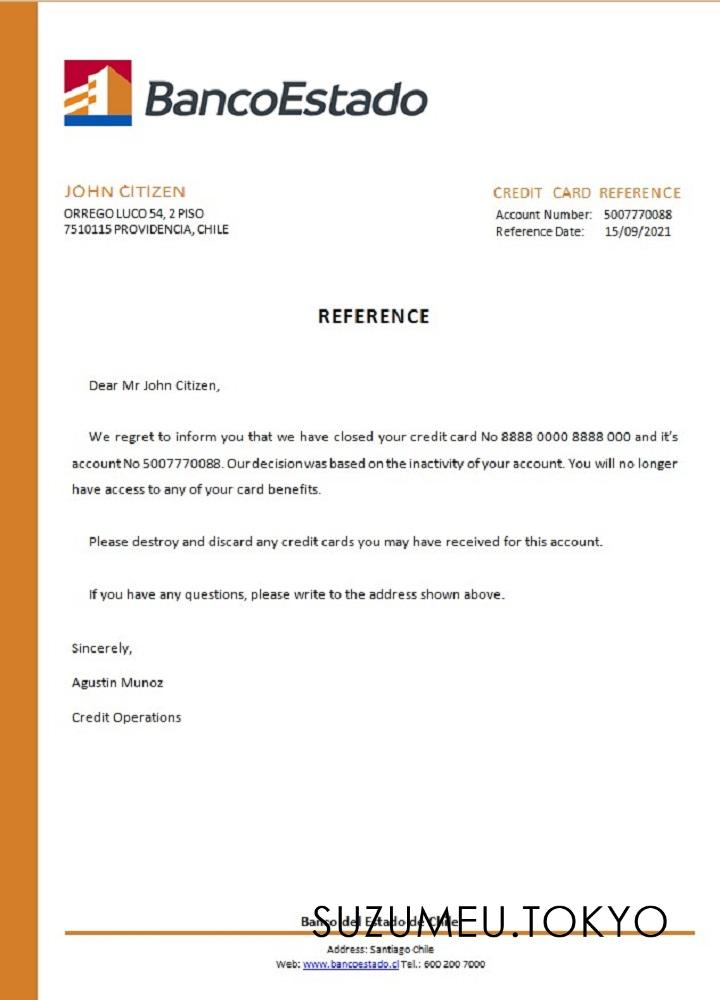 BancoEstado
JOHN CITIZEN
ORREGO LUCO 54, 2 PISO
7510115 PROVIDENCIA, CHILE
CREDIT CARD REFERENCE
Account Number: 5007770088
Reference Date: 15/09/2021
REFERENCE
Dear Mr John Citizen,
We regret to inform you that we have closed your credit card No 8888 0000 8888 000 and it's
account No 5007770088. Our decision was based on the inactivity of your account. You will no longer
have access to any of your card benefits.
Please destroy and discard any credit cards you may have received for this account.
If you have any questions, please write to the address shown above.
Sincerely,
Agustin Munoz
Credit Operations
Banco del Estado de Chile
SUZUMEU.TOKYO
Address: Santiago Chile
Web: www.bancoestado.cl Tel.: 600 200 7000